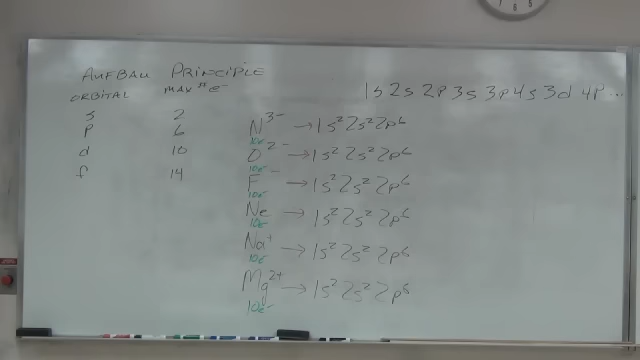 AUFBAU PRINCIPLE
ORBITAL MAX # e-
s 2
p 6
d 10
f 14
1s 2s 2p 3s 3p 4s 3d 4p ...
N³⁻ → 1s² 2s² 2p⁶
10e-
O²⁻ → 1s² 2s² 2p⁶
10e-
F⁻ → 1s² 2s² 2p⁶
10e-
Ne → 1s² 2s² 2p⁶
10e-
Na⁺ → 1s² 2s² 2p⁶
10e-
Mg²⁺ → 1s² 2s² 2p⁶
10e-